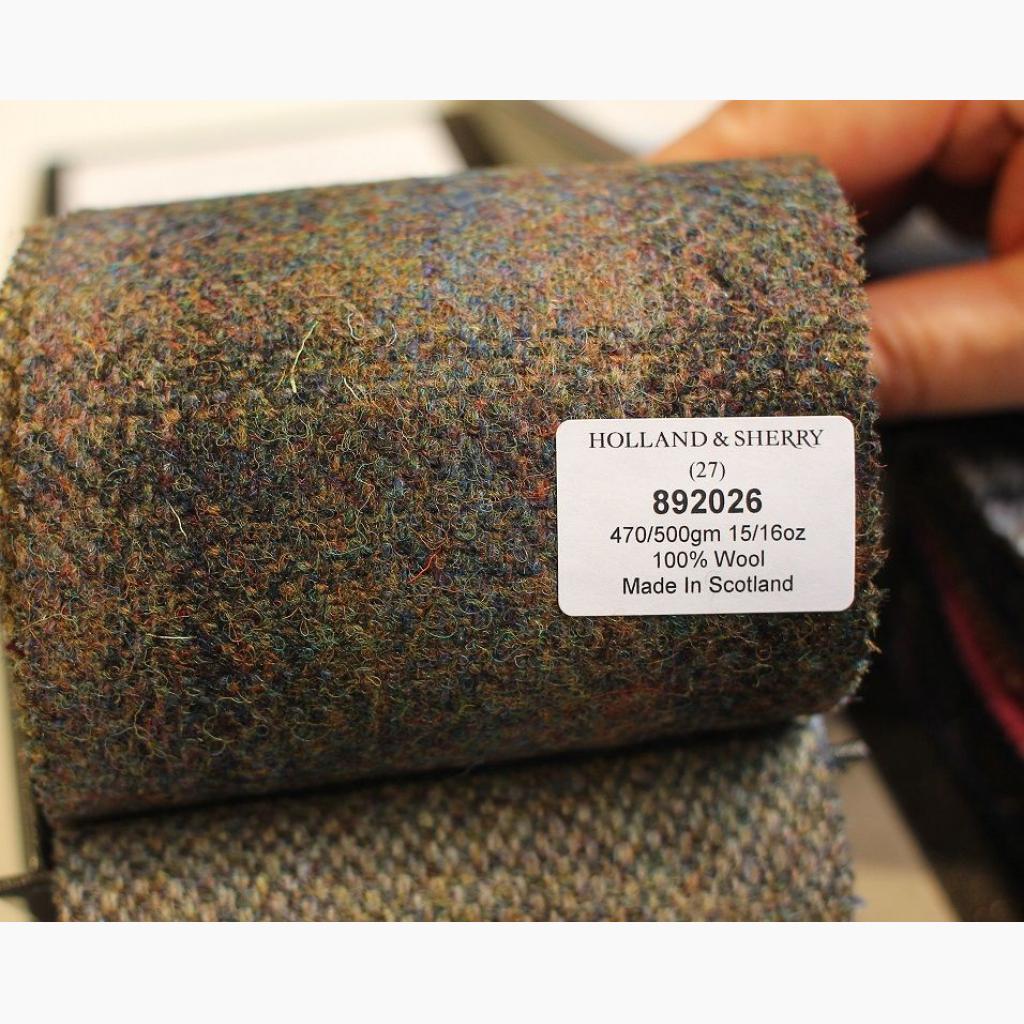 HOLLAND & SHERRY
(27)
892026
470/500gm 15/16oz
100% Wool
Made In Scotland